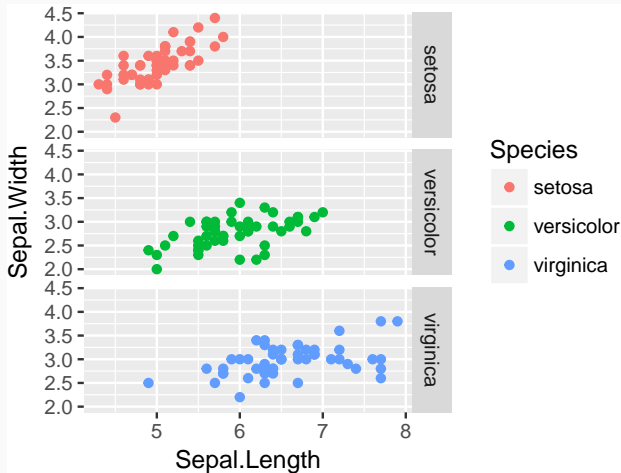 Sepal.Width
4.5
4.0
3.5
3.0
2.5
2.0
setosa
4.5
4.0
3.5
3.0
2.5
2.0
versicolor
4.5
4.0
3.5
3.0
2.5
2.0
virginica
5 6 7 8
Sepal.Length
Species
setosa
versicolor
virginica